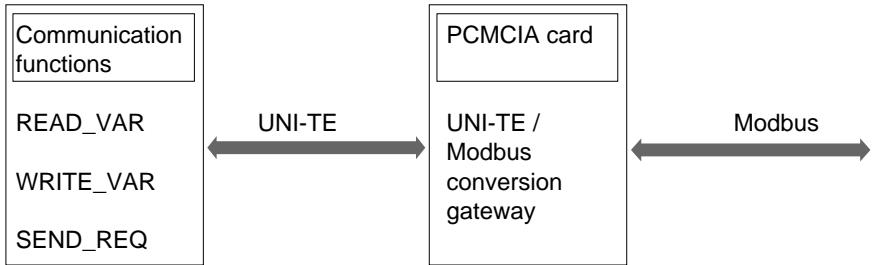 Communication
functions
READ_VAR
WRITE_VAR
SEND_REQ
UNI-TE
PCMCIA card
UNI-TE /
Modbus
conversion
gateway
Modbus